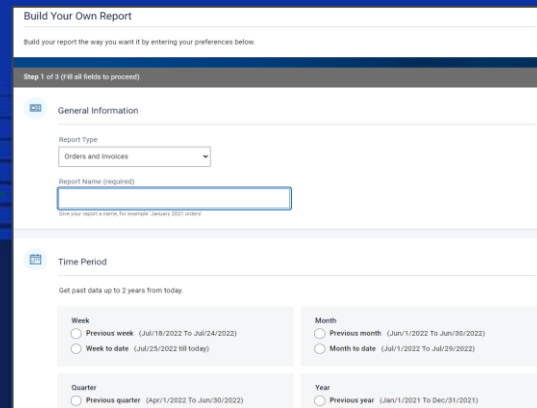 Build Your Own Report
Build your report the way you want it by entering your preferences below.
Step 1 of 3 (Fill all fields to proceed)
General Information
Report Type
Orders and Invoices
Report Name (required)
Give your report a name, for example 'January 2021 orders'
Time Period
Get past data up to 2 years from today.
Week
Previous week (Jul/18/2022 To Jul/24/2022)
Week to date (Jul/25/2022 till today)
Month
Previous month (Jun/1/2022 To Jun/30/2022)
Month to date (Jul/1/2022 To Jul/29/2022)
Quarter
Previous quarter (Apr/1/2022 To Jun/30/2022)
Year
Previous year (Jan/1/2021 To Dec/31/2021)